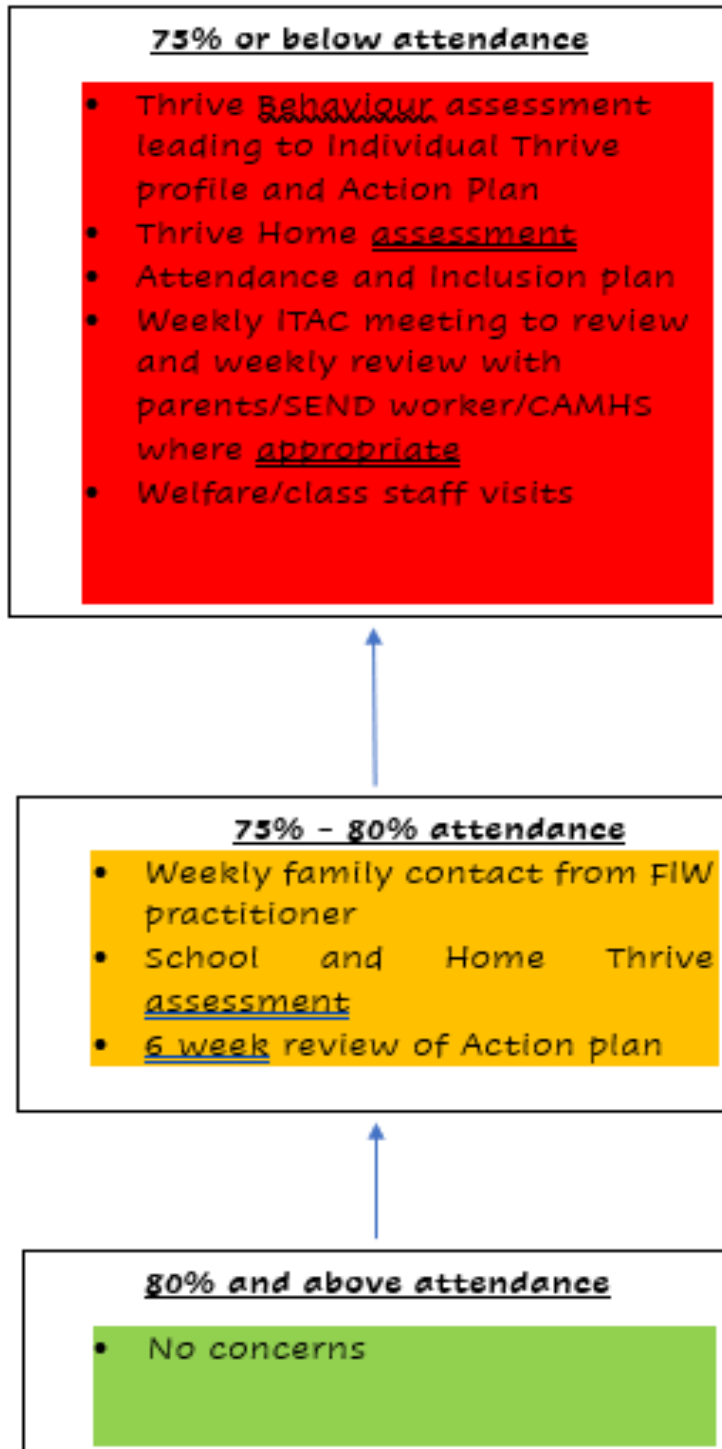 75% or below attendance
• Thrive Behaviour assessment
leading to Individual Thrive
profile and Action Plan
• Thrive Home assessment
• Attendance and Inclusion plan
• Weekly ITAC meeting to review
and weekly review with
parents/SEND worker/CAMHS
where appropriate
• Welfare/class staff visits
75% - 80% attendance
• Weekly family contact from FIW
practitioner
• School and Home Thrive
assessment
• 6 week review of Action plan
80% and above attendance
• No concerns